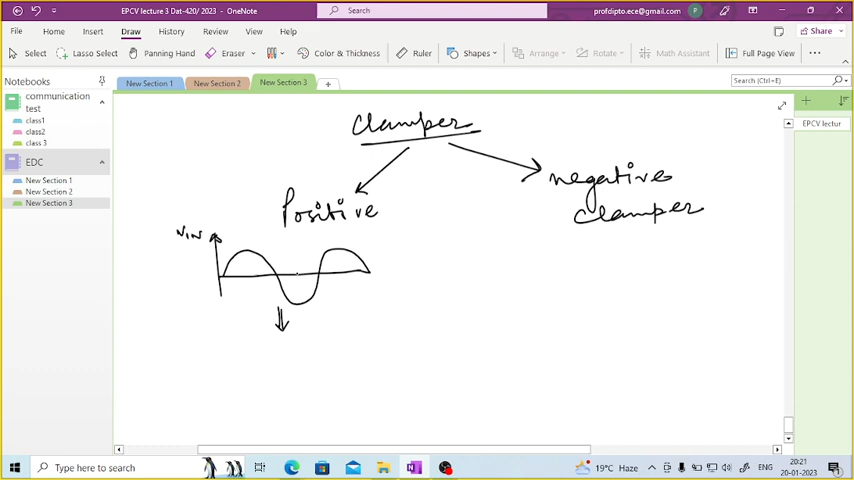 EPCV lecture 3 Dat-420/ 2023 - OneNote
Search
profdipto.ece@gmail.com
P
File
Home
Insert
Draw
History
Review
View
Help
Share
Select
Lasso Select
Panning Hand
Eraser
Color & Thickness
Ruler
Shapes
Arrange
Rotate
Math Assistant
Full Page View
Notebooks
New Section 1
New Section 2
New Section 3
+
Search (Ctrl+E)
communication
test
class1
class2
class 3
EDC
New Section 1
New Section 2
New Section 3
EPCV lectur
Clamper
Positive
negative
clamper
VIN
Type here to search
19°C Haze
ENG
20:21
20-01-2023
1